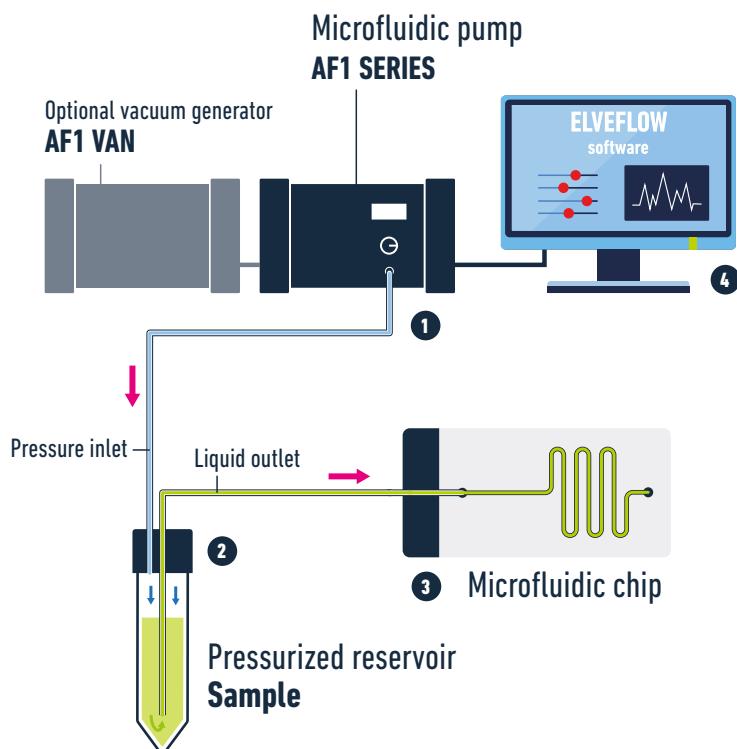 Microfluidic pump
AF1 SERIES
Optional vacuum generator
AF1 VAN
ELVEFLOW
software
4
1
Pressure inlet
Liquid outlet
2
3
Microfluidic chip
Pressurized reservoir
Sample